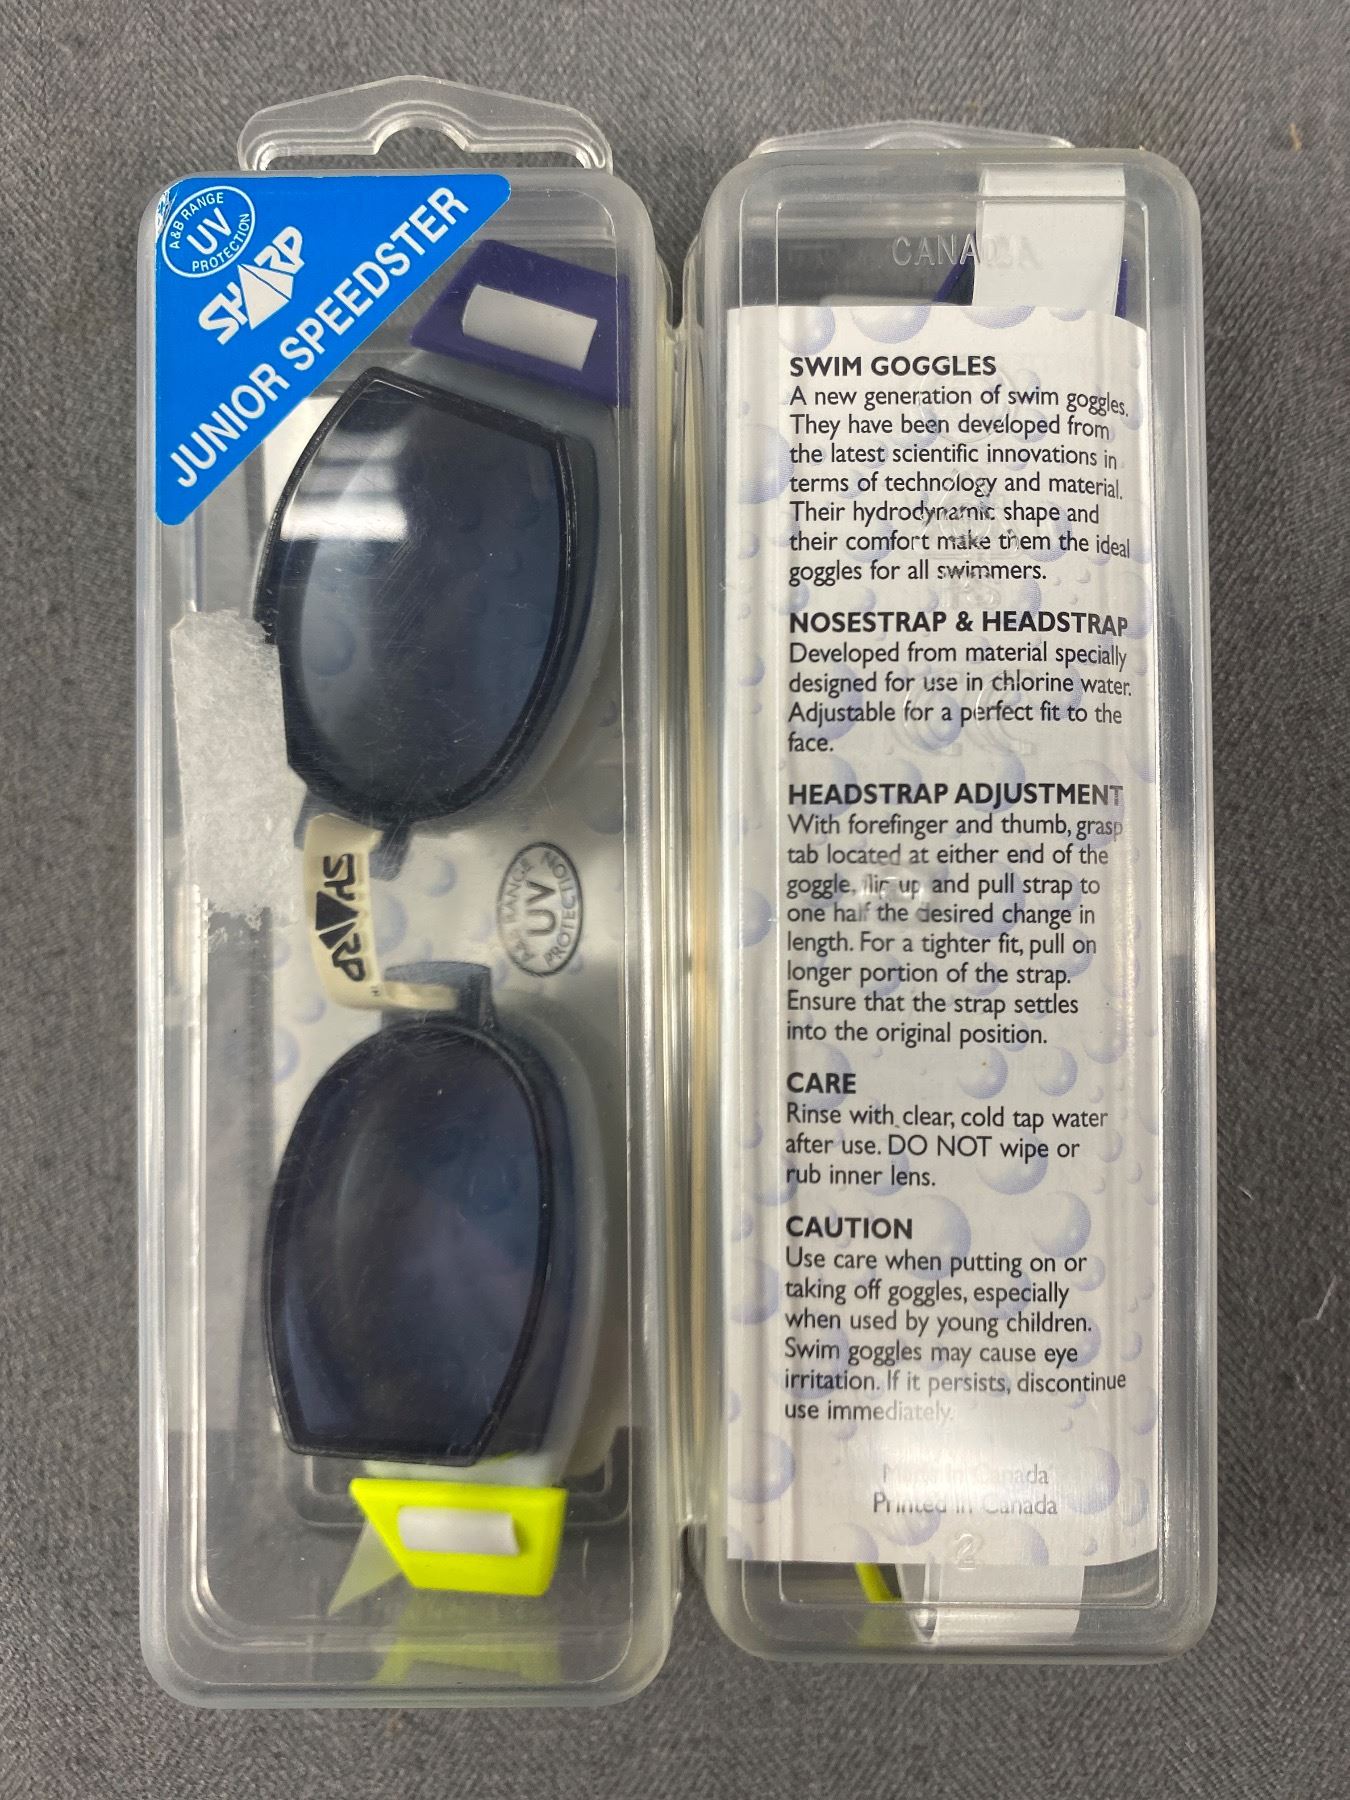 A&B RANGE
UV
PROTECTION
SHARP
JUNIOR SPEEDSTER
SHARP
RANGE
UV
PROTECTION
CANADA
SWIM GOGGLES
A new generation of swim goggles.
They have been developed from
the latest scientific innovations in
terms of technology and material.
Their hydrodynamic shape and
their comfort make them the ideal
goggles for all swimmers.
NOSESTRAP & HEADSTRAP
Developed from material specially
designed for use in chlorine water.
Adjustable for a perfect fit to the
face.
HEADSTRAP ADJUSTMENT
With forefinger and thumb, grasp
tab located at either end of the
goggle, flip up and pull strap to
one half the desired change in
length. For a tighter fit, pull on
longer portion of the strap.
Ensure that the strap settles
into the original position.
CARE
Rinse with clear, cold tap water
after use. DO NOT wipe or
rub inner lens.
CAUTION
Use care when putting on or
taking off goggles, especially
when used by young children.
Swim goggles may cause eye
irritation. If it persists, discontinue
use immediately.
Made in Canada
Printed in Canada
2